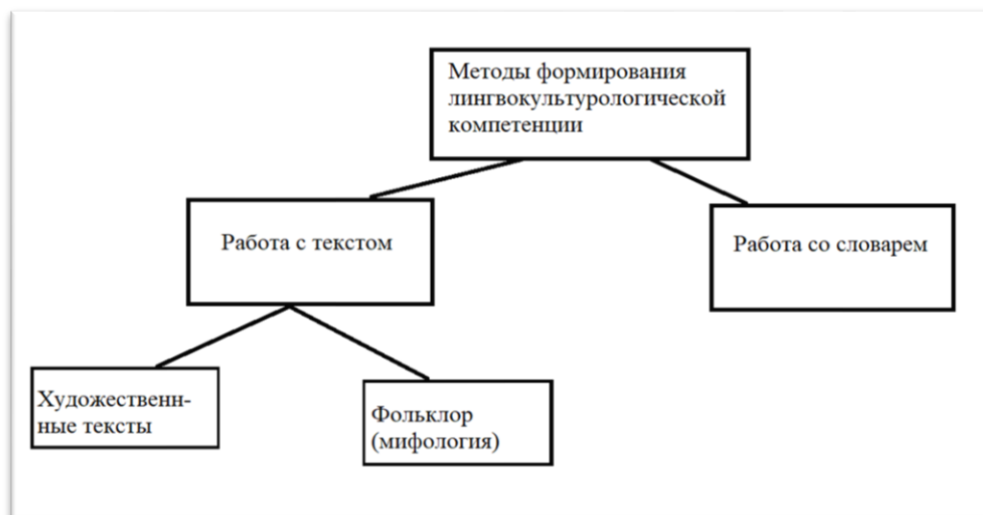 Методы формирования
лингвокультурологической
компетенции
Работа с текстом
Работа со словарем
Художественн-
ные тексты
Фольклор
(мифология)